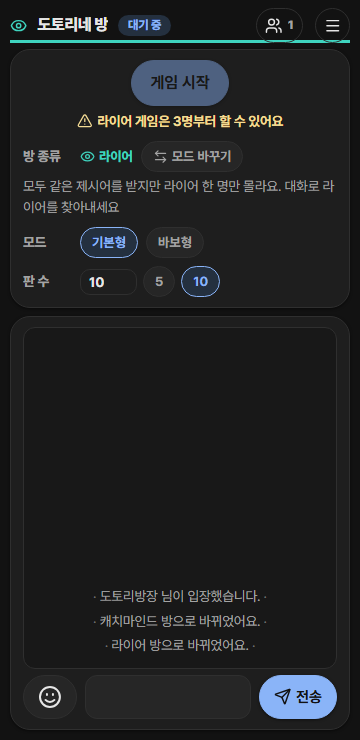 도토리네 방 대기 중 1
게임 시작
라이어 게임은 3명부터 할 수 있어요
방 종류 라이어 모드 바꾸기
모두 같은 제시어를 받지만 라이어 한 명만 몰라요. 대화로 라
이어를 찾아내세요
모드 기본형 바보형
판 수 10 5 10
· 도토리방장 님이 입장했습니다. ·
· 캐치마인드 방으로 바뀌었어요. ·
· 라이어 방으로 바뀌었어요. ·
전송